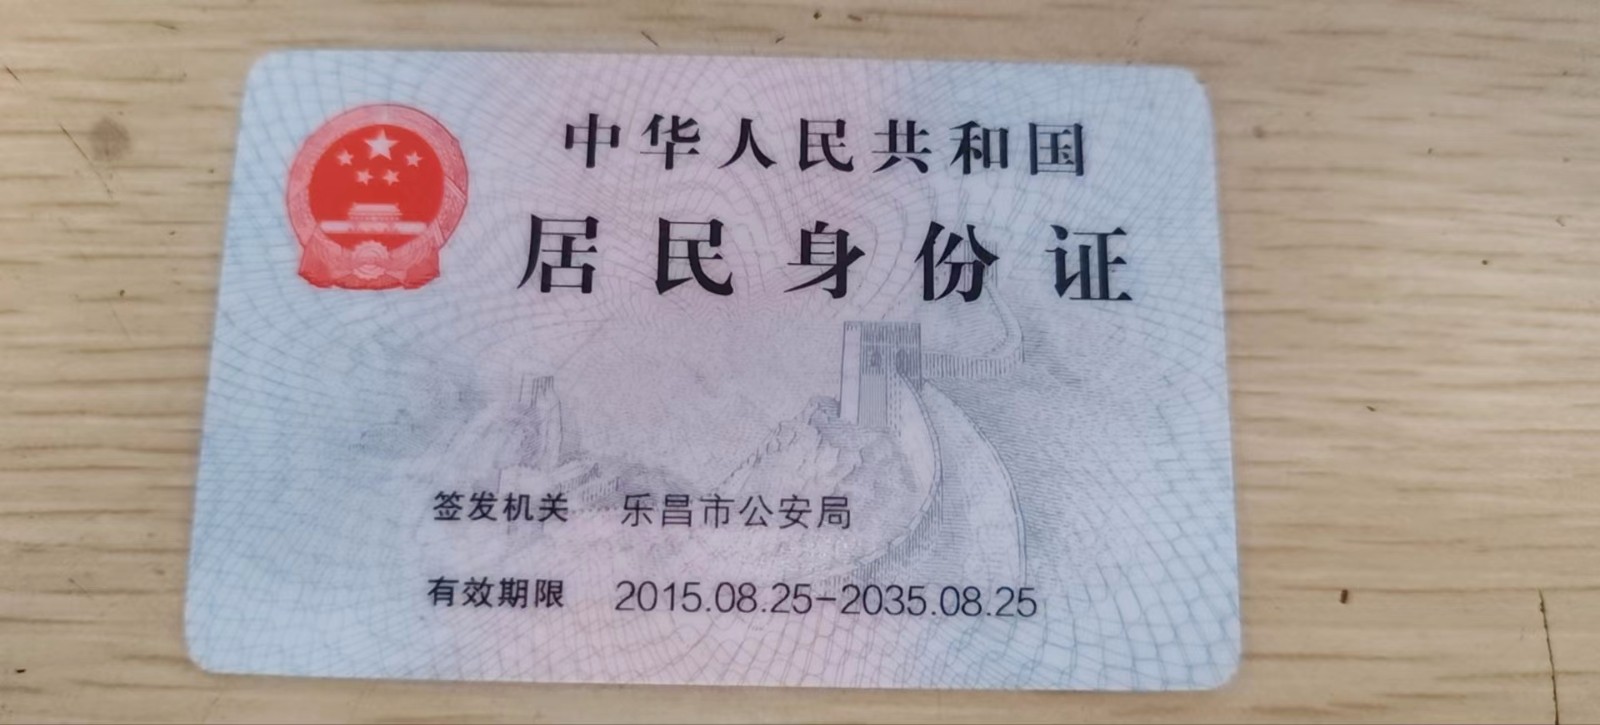 中华人民共和国
居民身份证
签发机关 乐昌市公安局
有效期限 2015.08.25-2035.08.25